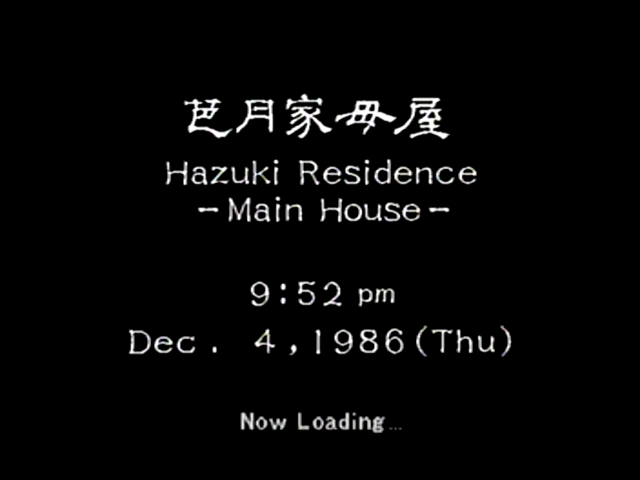 芭月家母屋
Hazuki Residence
-Main House-
9:52 pm
Dec. 4,1986(Thu)
Now Loading...